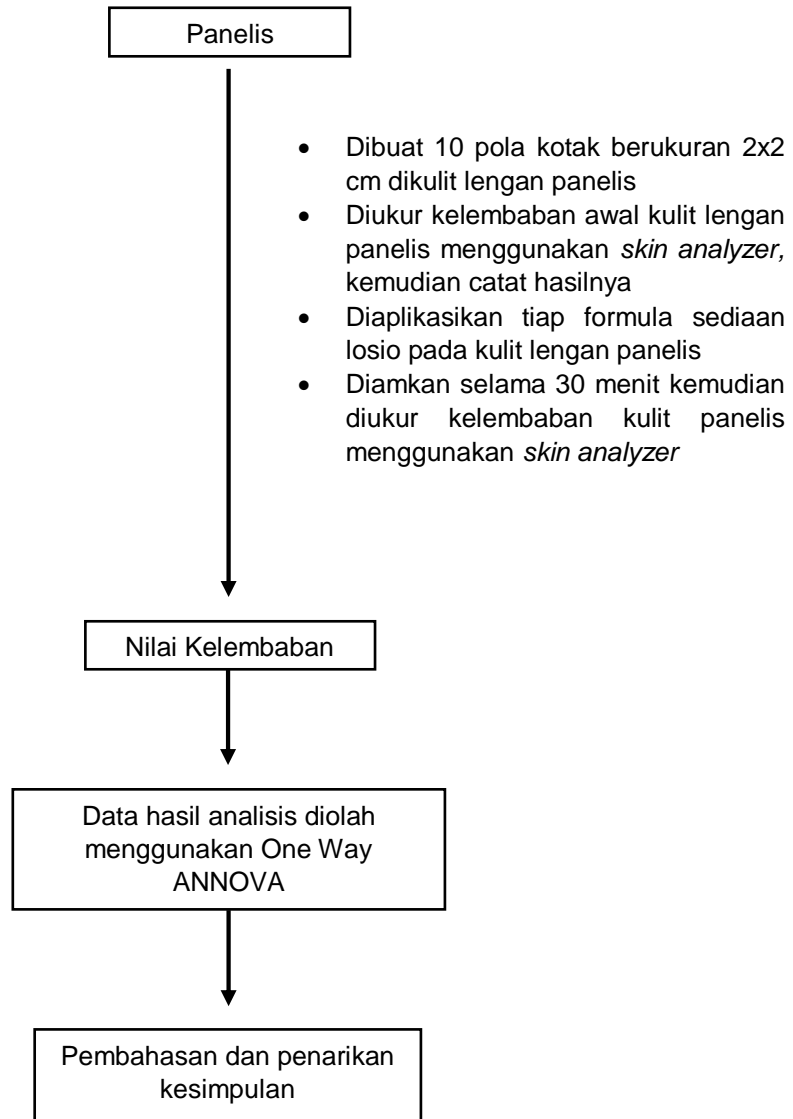 Panelis
• Dibuat 10 pola kotak berukuran 2x2
cm dikulit lengan panelis
• Diukur kelembaban awal kulit lengan
panelis menggunakan skin analyzer,
kemudian catat hasilnya
• Diaplikasikan tiap formula sediaan
losio pada kulit lengan panelis
• Diamkan selama 30 menit kemudian
diukur kelembaban kulit panelis
menggunakan skin analyzer
Nilai Kelembaban
Data hasil analisis diolah
menggunakan One Way
ANNOVA
Pembahasan dan penarikan
kesimpulan